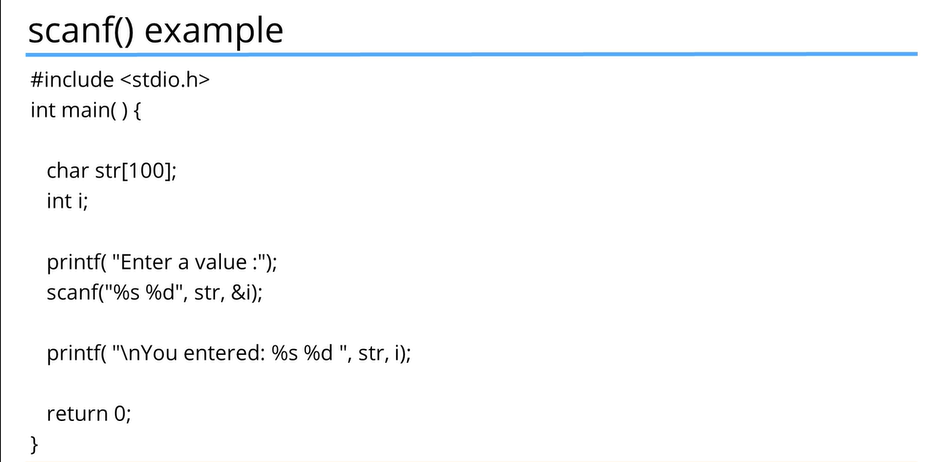 scanf() example
#include <stdio.h>
int main( ) {
char str[100];
int i;
printf( "Enter a value :");
scanf("%s %d", str, &i);
printf( "\nYou entered: %s %d ", str, i);
return 0;
}